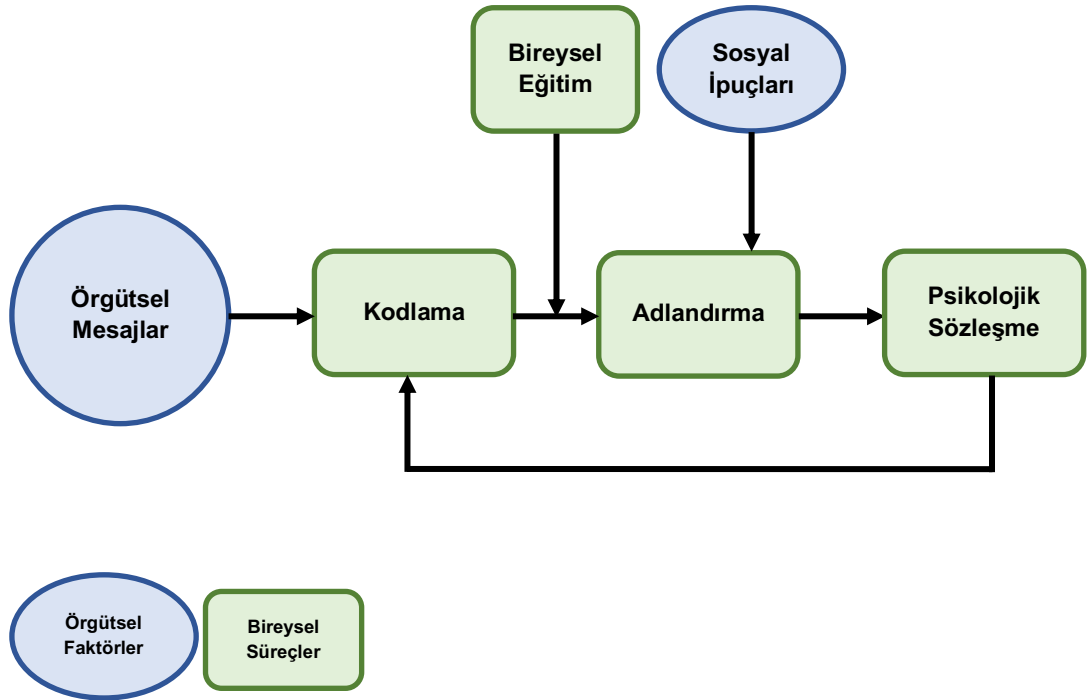 Bireysel
Eğitim
Sosyal
İpuçları
Örgütsel
Mesajlar
Kodlama
Adlandırma
Psikolojik
Sözleşme
Örgütsel
Faktörler
Bireysel
Süreçler